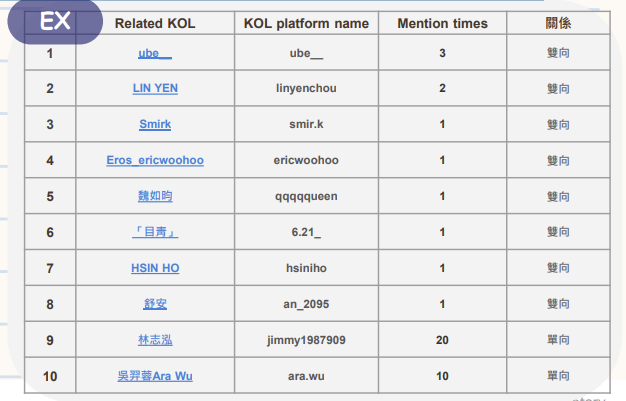 EX Related KOL KOL platform name Mention times 關係
1 ube__ ube__ 3 雙向
2 LIN YEN linyenchou 2 雙向
3 Smirk smir.k 1 雙向
4 Eros_ericwoohoo ericwoohoo 1 雙向
5 魏如昀 qqqqqueen 1 雙向
6 「目青」 6.21_ 1 雙向
7 HSIN HO hsiniho 1 雙向
8 舒安 an_2095 1 雙向
9 林志泓 jimmy1987909 20 單向
10 吳羿蓉Ara Wu ara.wu 10 單向